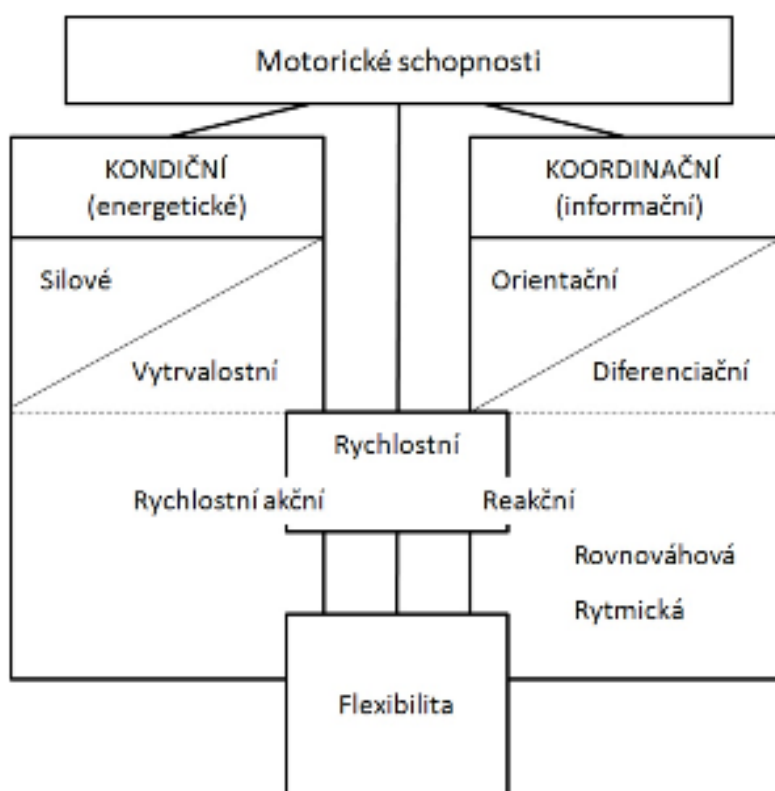 Motorické schopnosti
KONDIČNÍ
(energetické)
KOORDINAČNÍ
(informační)
Silové
Orientační
Vytrvalostní
Diferenciační
Rychlostní
Rychlostní akční
Reakční
Rovnováhová
Rytmická
Flexibilita